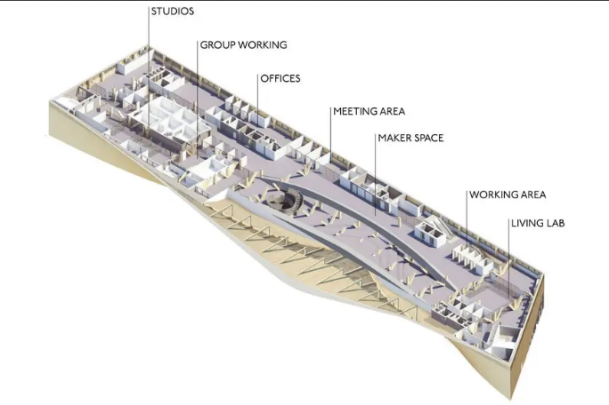 STUDIOS
GROUP WORKING
OFFICES
MEETING AREA
MAKER SPACE
WORKING AREA
LIVING LAB